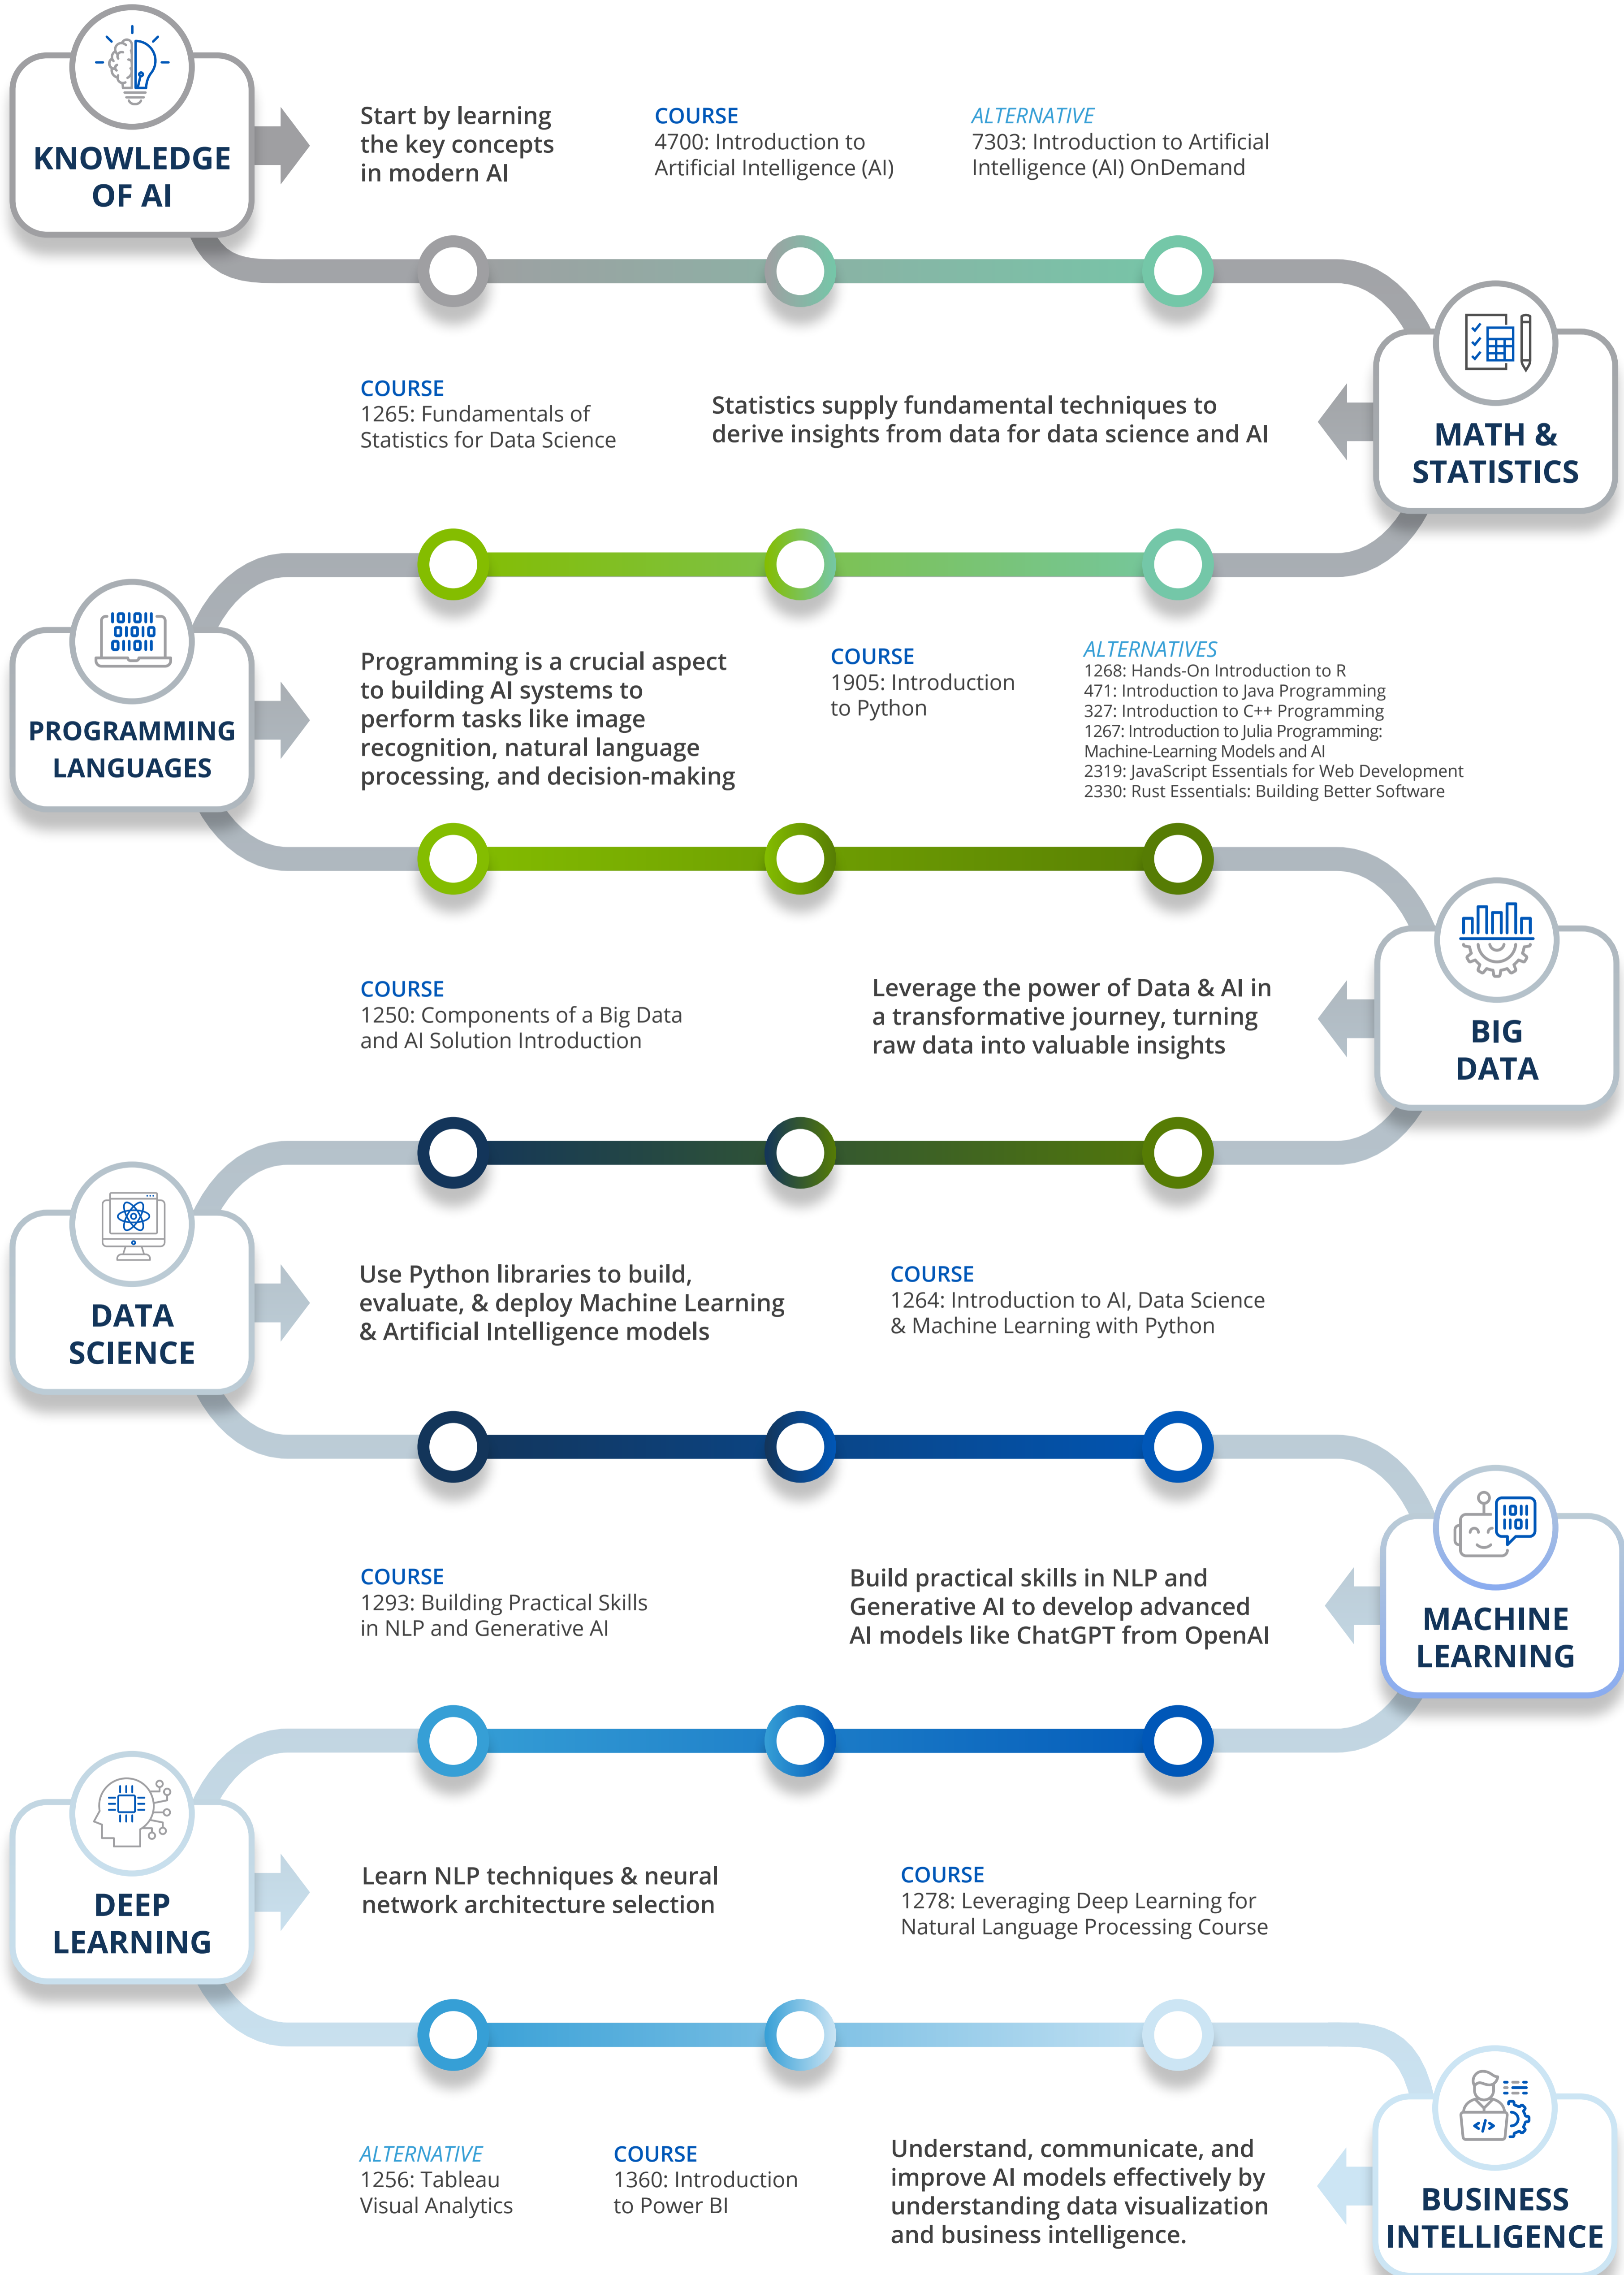 KNOWLEDGE
OF AI
Start by learning
the key concepts
in modern AI
COURSE
4700: Introduction to
Artificial Intelligence (AI)
ALTERNATIVE
7303: Introduction to Artificial
Intelligence (AI) OnDemand
MATH &
STATISTICS
Statistics supply fundamental techniques to
derive insights from data for data science and AI
COURSE
1265: Fundamentals of
Statistics for Data Science
101011
01010
011011
PROGRAMMING
LANGUAGES
Programming is a crucial aspect
to building AI systems to
perform tasks like image
recognition, natural language
processing, and decision-making
COURSE
1905: Introduction
to Python
ALTERNATIVES
1268: Hands-On Introduction to R
471: Introduction to Java Programming
327: Introduction to C++ Programming
1267: Introduction to Julia Programming:
Machine-Learning Models and AI
2319: JavaScript Essentials for Web Development
2330: Rust Essentials: Building Better Software
BIG
DATA
Leverage the power of Data & AI in
a transformative journey, turning
raw data into valuable insights
COURSE
1250: Components of a Big Data
and AI Solution Introduction
DATA
SCIENCE
Use Python libraries to build,
evaluate, & deploy Machine Learning
& Artificial Intelligence models
COURSE
1264: Introduction to AI, Data Science
& Machine Learning with Python
1011
1101
MACHINE
LEARNING
Build practical skills in NLP and
Generative AI to develop advanced
AI models like ChatGPT from OpenAI
COURSE
1293: Building Practical Skills
in NLP and Generative AI
DEEP
LEARNING
Learn NLP techniques & neural
network architecture selection
COURSE
1278: Leveraging Deep Learning for
Natural Language Processing Course
</>
BUSINESS
INTELLIGENCE
Understand, communicate, and
improve AI models effectively by
understanding data visualization
and business intelligence.
COURSE
1360: Introduction
to Power BI
ALTERNATIVE
1256: Tableau
Visual Analytics